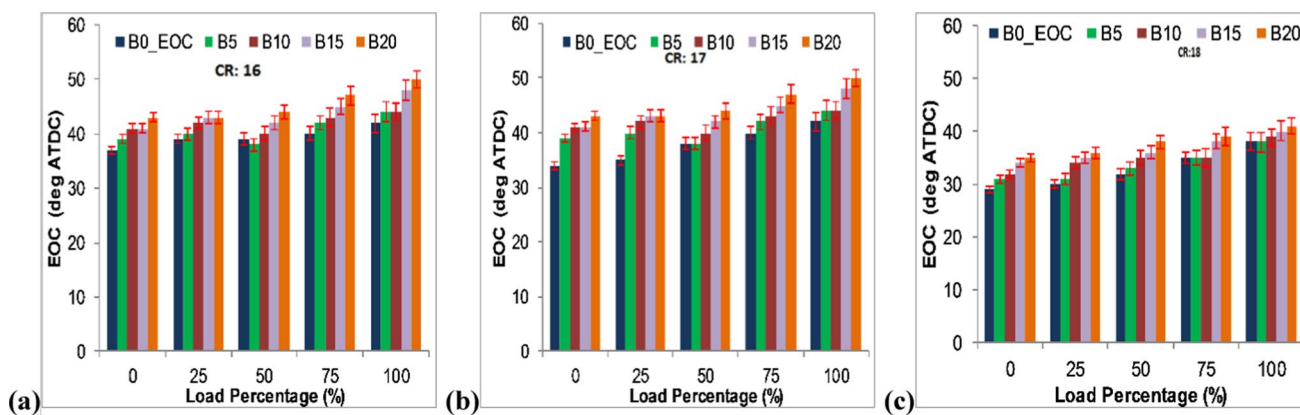 B0_EOC B5 B10 B15 B20
CR: 16
60
50
40
30
20
10
0
EOC (deg ATDC)
0 25 50 75 100
Load Percentage (%)
(a)
B0_EOC B5 B10 B15 B20
CR: 17
60
50
40
30
20
10
0
EOC (deg ATDC)
0 25 50 75 100
Load Percentage (%)
(b)
B0_EOC B5 B10 B15 B20
CR:18
60
50
40
30
20
10
0
EOC (deg ATDC)
0 25 50 75 100
Load Percentage (%)
(c)